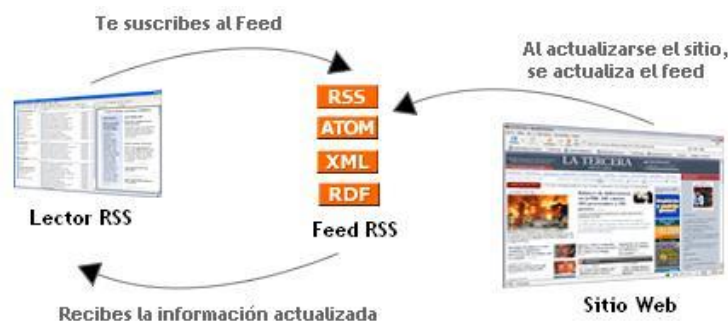 Te suscribes al Feed
Al actualizarse el sitio,
se actualiza el feed
RSS
ATOM
XML
RDF
LA TERCERA
Lector RSS
Feed RSS
Sitio Web
Recibes la información actualizada